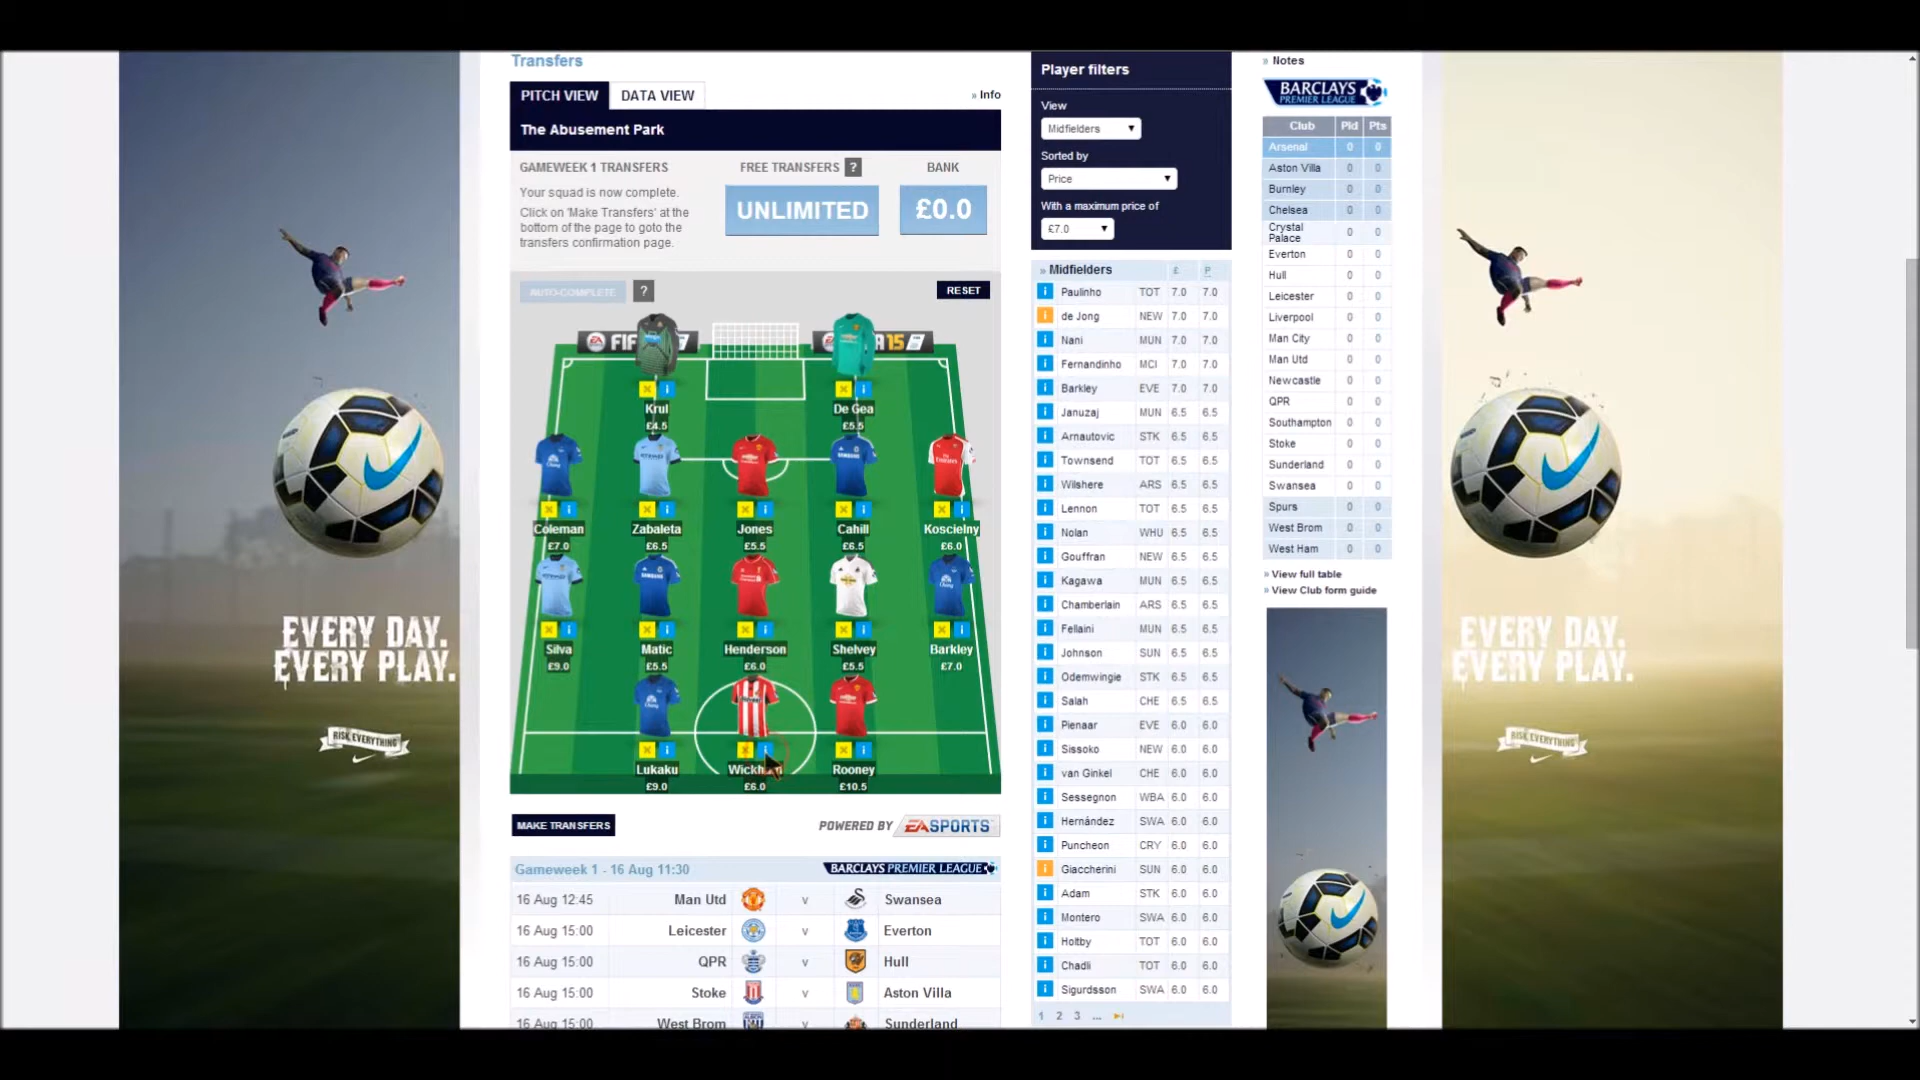 Transfers
PITCH VIEW
DATA VIEW
» Info
The Abusement Park
GAMEWEEK 1 TRANSFERS
Your squad is now complete.
Click on 'Make Transfers' at the
bottom of the page to goto the
transfers confirmation page.
FREE TRANSFERS ?
UNLIMITED
BANK
£0.0
AUTO-COMPLETE ?
RESET
Krul
£4.5
De Gea
£5.5
Coleman
£7.0
Zabaleta
£6.5
Jones
£5.5
Cahill
£6.5
Koscielny
£6.0
Silva
£9.0
Matic
£5.5
Henderson
£6.0
Shelvey
£5.5
Barkley
£7.0
Lukaku
£9.0
£6.0
Rooney
£10.5
MAKE TRANSFERS
POWERED BY EA SPORTS
Gameweek 1 - 16 Aug 11:30
BARCLAYS PREMIER LEAGUE
16 Aug 12:45 Man Utd v Swansea
16 Aug 15:00 Leicester v Everton
16 Aug 15:00 QPR v Hull
16 Aug 15:00 Stoke v Aston Villa
16 Aug 15:00 West Brom v Sunderland
Player filters
View
Midfielders
Sorted by
Price
With a maximum price of
£7.0
» Midfielders £ P
Paulinho TOT 7.0 7.0
de Jong NEW 7.0 7.0
Nani MUN 7.0 7.0
Fernandinho MCI 7.0 7.0
Barkley EVE 7.0 7.0
Januzaj MUN 6.5 6.5
Arnautovic STK 6.5 6.5
Townsend TOT 6.5 6.5
Wilshere ARS 6.5 6.5
Lennon TOT 6.5 6.5
Nolan WHU 6.5 6.5
Gouffran NEW 6.5 6.5
Kagawa MUN 6.5 6.5
Chamberlain ARS 6.5 6.5
Fellaini MUN 6.5 6.5
Johnson SUN 6.5 6.5
Odemwingie STK 6.5 6.5
Salah CHE 6.5 6.5
Pienaar EVE 6.0 6.0
Sissoko NEW 6.0 6.0
van Ginkel CHE 6.0 6.0
Sessegnon WBA 6.0 6.0
Hernández SWA 6.0 6.0
Puncheon CRY 6.0 6.0
Giaccherini SUN 6.0 6.0
Adam STK 6.0 6.0
Montero SWA 6.0 6.0
Holtby TOT 6.0 6.0
Chadli TOT 6.0 6.0
Sigurdsson SWA 6.0 6.0
1 2 3 ...
» Notes
BARCLAYS
PREMIER LEAGUE
Club Pld Pts
Arsenal 0 0
Aston Villa 0 0
Burnley 0 0
Chelsea 0 0
Crystal
Palace 0 0
Everton 0 0
Hull 0 0
Leicester 0 0
Liverpool 0 0
Man City 0 0
Man Utd 0 0
Newcastle 0 0
QPR 0 0
Southampton 0 0
Stoke 0 0
Sunderland 0 0
Swansea 0 0
Spurs 0 0
West Brom 0 0
West Ham 0 0
» View full table
» View Club form guide
EVERY DAY.
EVERY PLAY.
RISK EVERYTHING
EVERY DAY.
EVERY PLAY.
RISK EVERYTHING